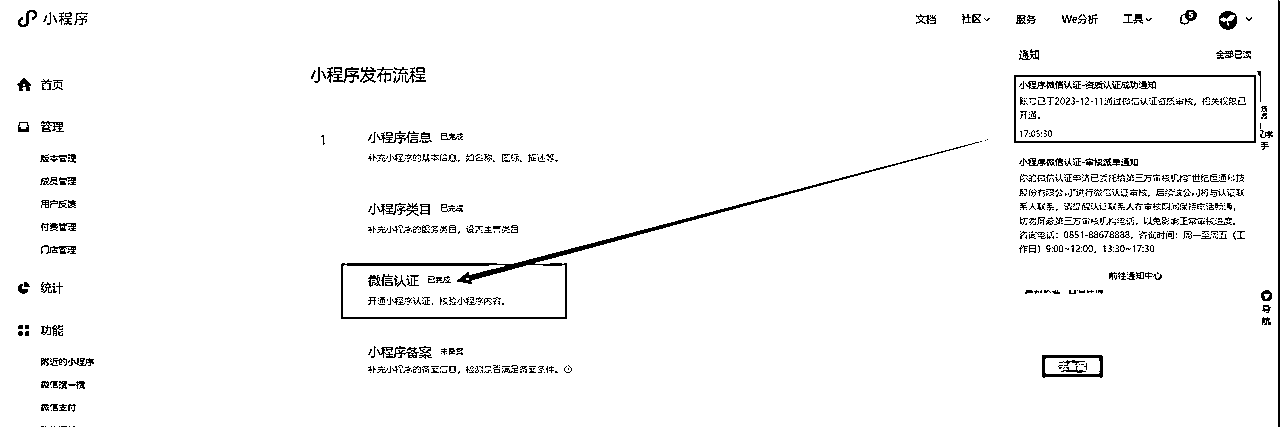 小程序
文档
社区
服务
We分析
工具
5
首页
管理
版本管理
成员管理
用户反馈
付费管理
门店管理
统计
功能
附近的小程序
微信搜一搜
微信支付
小程序发布流程
1
小程序信息 已完成
补充小程序的基本信息，如名称、图标、描述等。
小程序类目 已完成
补充小程序的服务类目，设置主营类目
微信认证 已完成
开通小程序认证，核验小程序内容。
小程序备案 未备案
补充小程序的备案信息，检测是否满足备案条件。
通知
全部已读
小程序微信认证-资质认证成功通知
账号已于2023-12-11通过微信认证资质审核，相关权限已
开通。
17:05:30
小程序微信认证-审核派单通知
你的微信认证申请已委托给第三方审核机构“世纪恒通科技
股份有限公司”进行微信认证审核，后续该公司将与认证联
系人联系，请提醒认证联系人在审核期间保持电话畅通，
切勿屏蔽第三方审核机构电话，以免影响正常审核进度。
咨询电话：0851-88678888，咨询时间：周一至周五（工
作日）9:00~12:00，13:30~17:30
前往通知中心
去备案
导
航